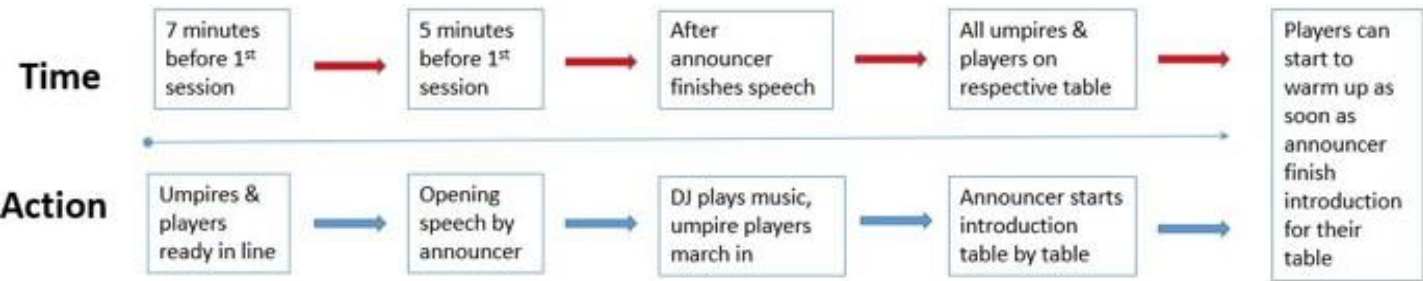 Time
7 minutes
before 1st
session
5 minutes
before 1st
session
After
announcer
finishes speech
All umpires &
players on
respective table
Players can
start to
warm up as
soon as
announcer
finish
introduction
for their
table
Action
Umpires &
players
ready in line
Opening
speech by
announcer
DJ plays music,
umpire players
march in
Announcer starts
introduction
table by table